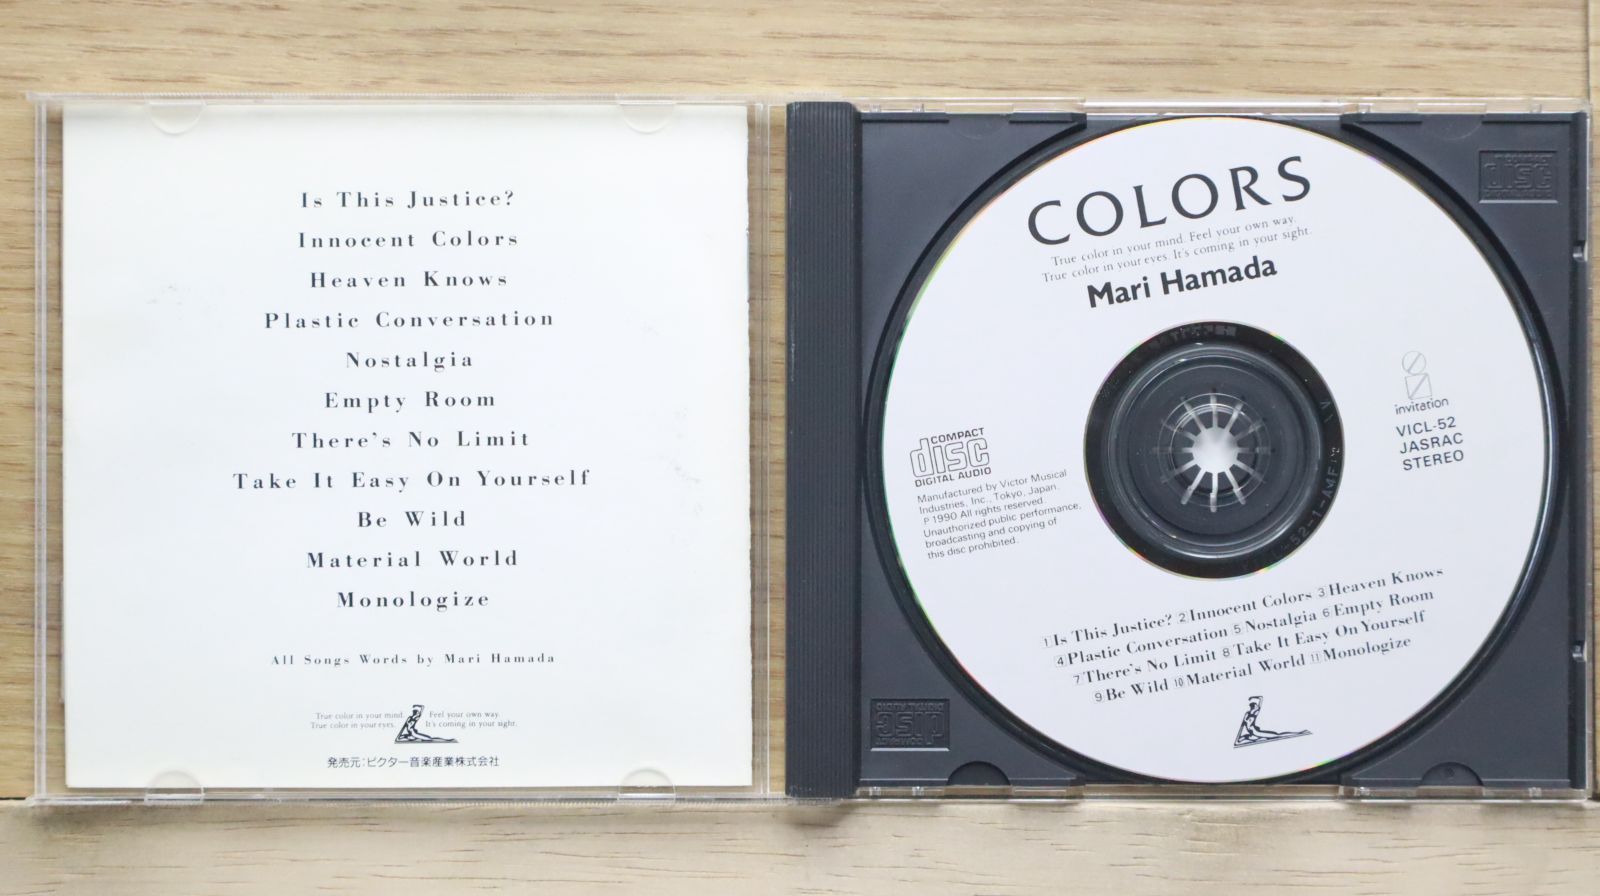 Is This Justice?
Innocent Colors
Heaven Knows
Plastic Conversation
Nostalgia
Empty Room
There's No Limit
Take It Easy On Yourself
Be Wild
Material World
Monologize
All Songs Words by Mari Hamada
True color in your mind. Feel your own way.
True color in your eyes. It's coming in your sight.
発売元:ビクター音楽産業株式会社
COLORS
True color in your mind. Feel your own way.
True color in your eyes. It's coming in your sight.
Mari Hamada
invitation
VICL-52
JASRAC
STEREO
COMPACT
disc
DIGITAL AUDIO
Manufactured by Victor Musical
Industries, Inc., Tokyo, Japan.
P 1990 All rights reserved.
Unauthorized public performance,
broadcasting and copying of
this disc prohibited.
1 Is This Justice? 2 Innocent Colors 3 Heaven Knows
4 Plastic Conversation 5 Nostalgia 6 Empty Room
7 There's No Limit 8 Take It Easy On Yourself
9 Be Wild 10 Material World 11 Monologize
COMPACT
disc
DIGITAL AUDIO
COMPACT
disc
DIGITAL AUDIO